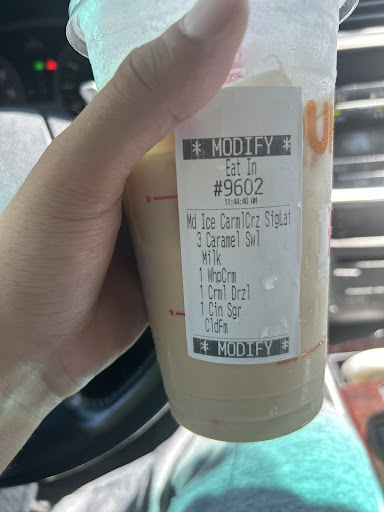 * MODIFY *
Eat In
#9602
11:44:40 AM
Md Ice CarmlCrz SigLat
3 Caramel Swl
Milk
1 WhpCrm
1 Crml Drzl
1 Cin Sgr
CldFm
* MODIFY *